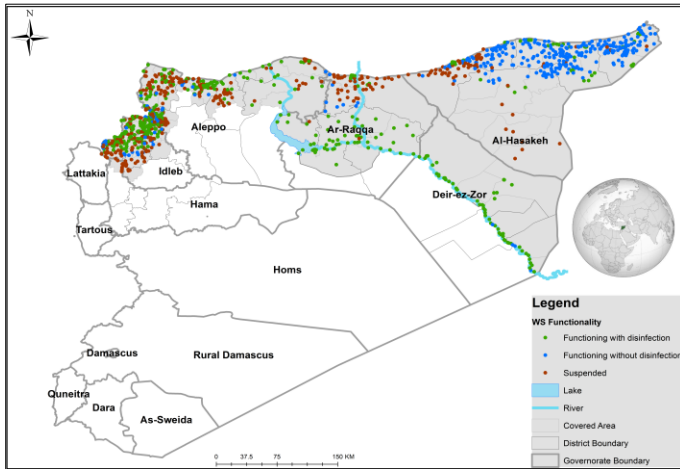 N
Aleppo
Ar-Raqqa
Al-Hasakeh
Lattakia
Idleb
Deir-ez-Zor
Hama
Tartous
Homs
Legend
WS Functionality
Functioning with disinfection
Functioning without disinfection
Suspended
Lake
River
Covered Area
District Boundary
Governorate Boundary
Damascus
Rural Damascus
Quneitra
Dara
As-Sweida
0 37.5 75 150 KM